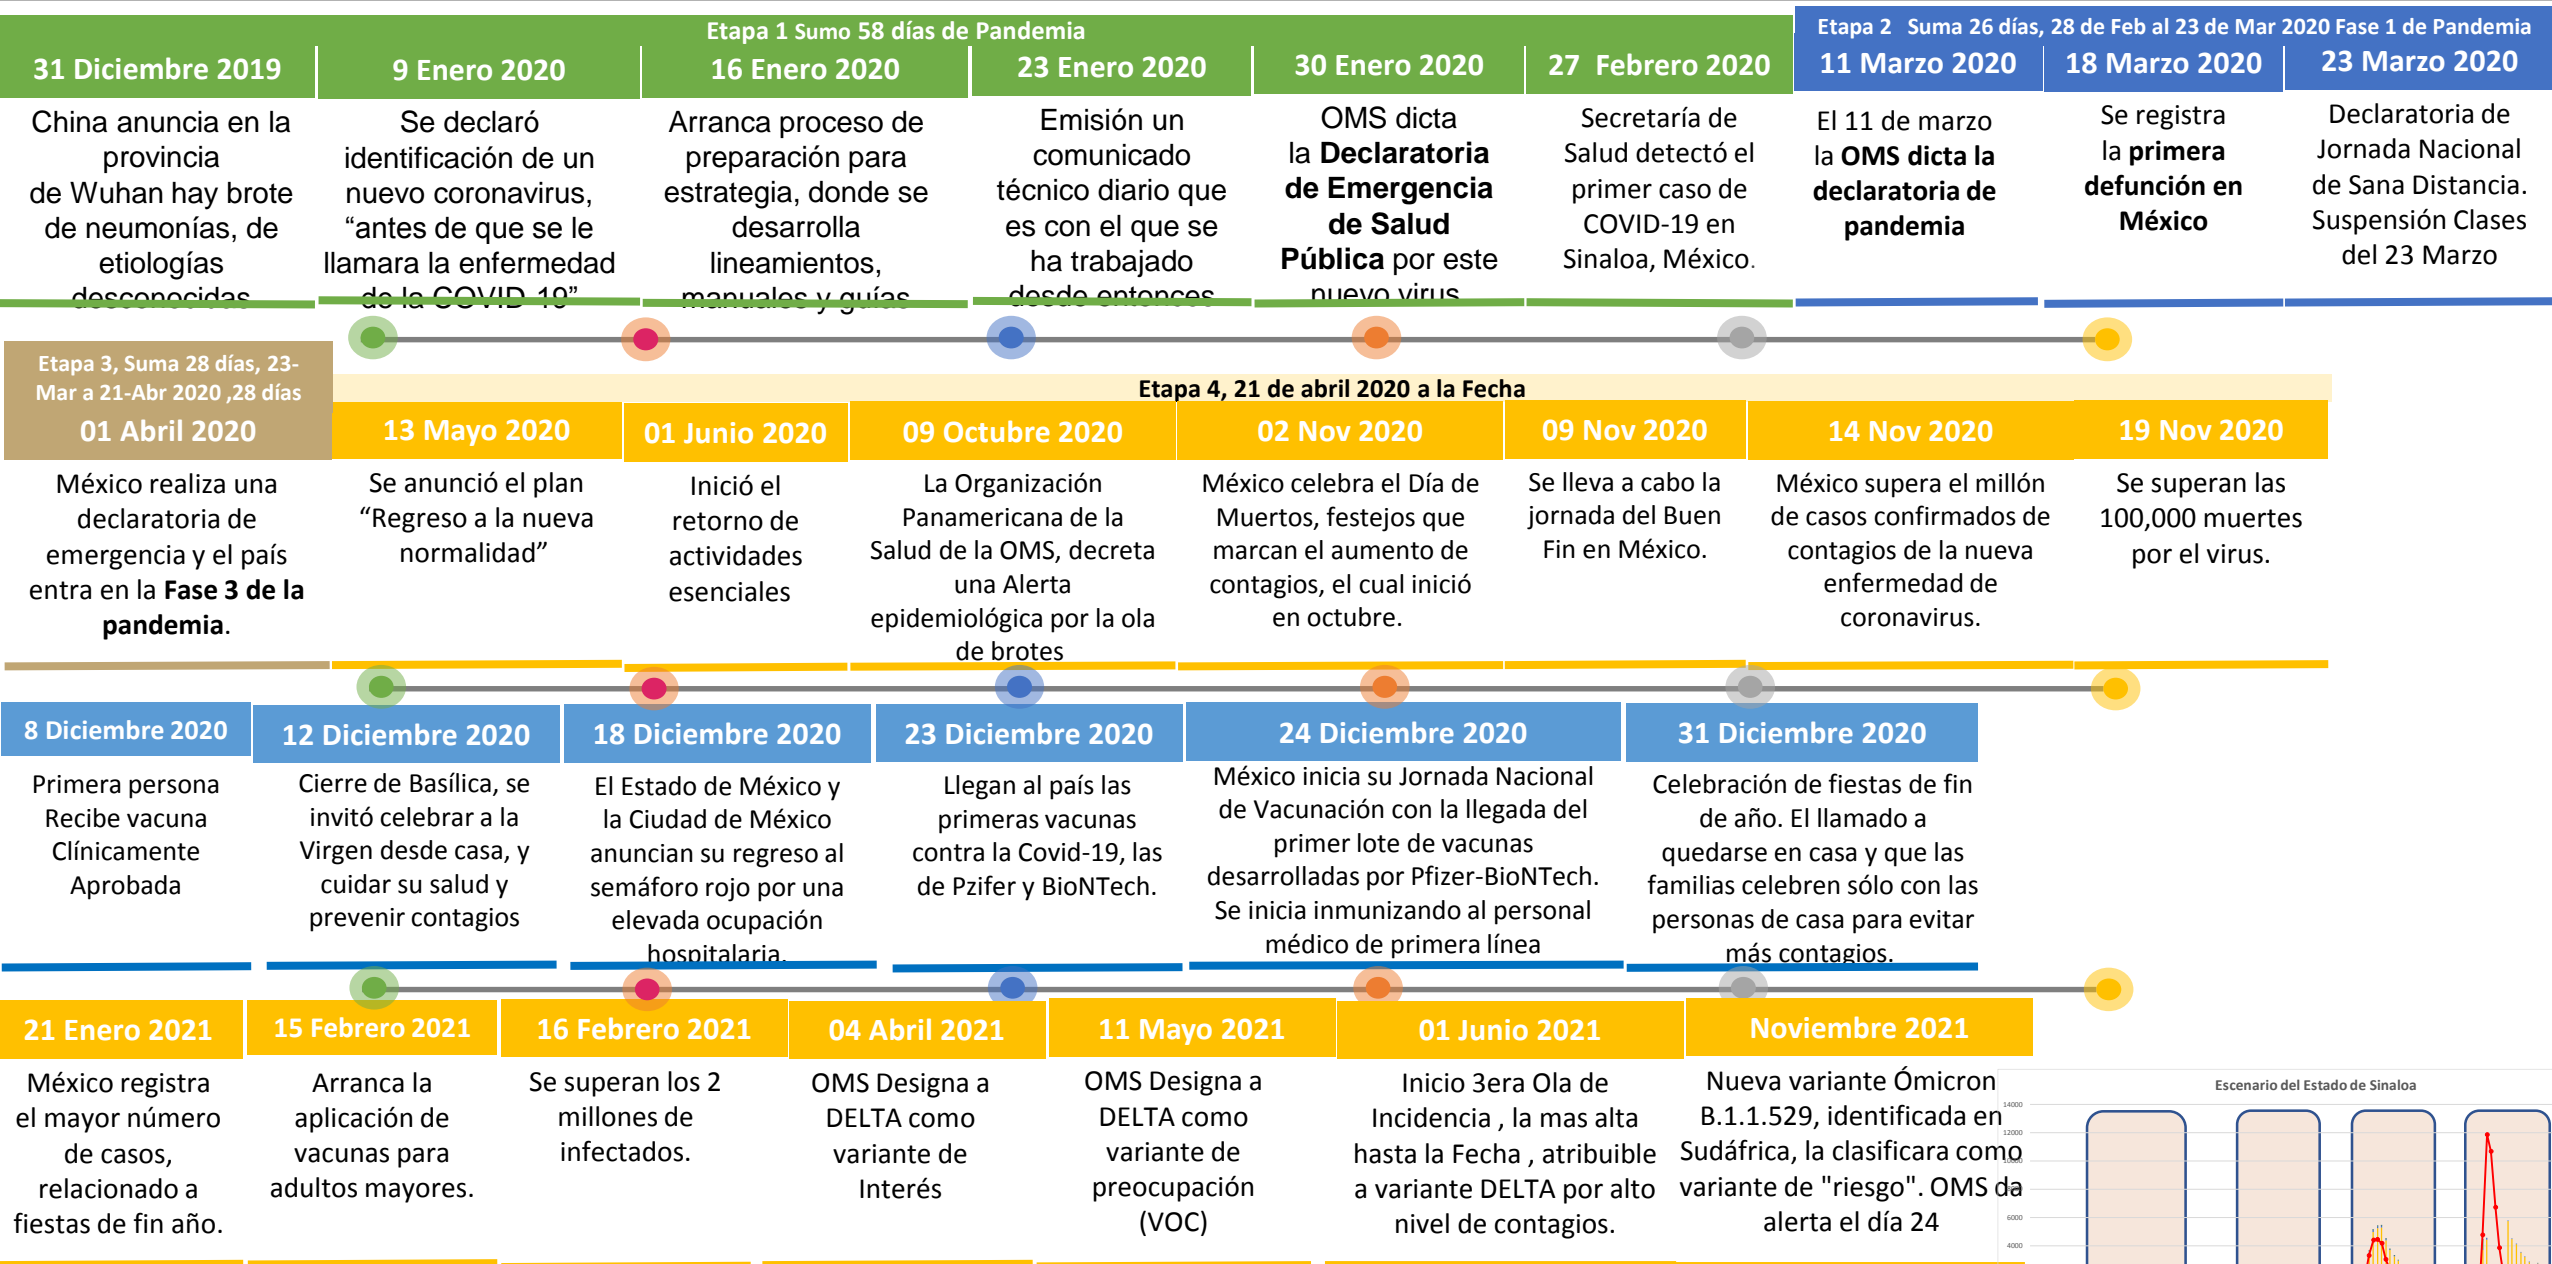 Etapa 1 Sumo 58 días de Pandemia
31 Diciembre 2019
China anuncia en la
provincia
de Wuhan hay brote
de neumonías, de
etiologías
desconocidas
9 Enero 2020
Se declaró
identificación de un
nuevo coronavirus,
“antes de que se le
llamara la enfermedad
de la COVID-19”
16 Enero 2020
Arranca proceso de
preparación para
estrategia, donde se
desarrolla
lineamientos,
manuales y guías
23 Enero 2020
Emisión un
comunicado
técnico diario que
es con el que se
ha trabajado
desde entonces
30 Enero 2020
OMS dicta
la Declaratoria
de Emergencia
de Salud
Pública por este
nuevo virus
27 Febrero 2020
Secretaría de
Salud detectó el
primer caso de
COVID-19 en
Sinaloa, México.
Etapa 2 Suma 26 días, 28 de Feb al 23 de Mar 2020 Fase 1 de Pandemia
11 Marzo 2020
El 11 de marzo
la OMS dicta la
declaratoria de
pandemia
18 Marzo 2020
Se registra
la primera
defunción en
México
23 Marzo 2020
Declaratoria de
Jornada Nacional
de Sana Distancia.
Suspensión Clases
del 23 Marzo
Etapa 3, Suma 28 días, 23-
Mar a 21-Abr 2020 ,28 días
01 Abril 2020
México realiza una
declaratoria de
emergencia y el país
entra en la Fase 3 de la
pandemia.
Etapa 4, 21 de abril 2020 a la Fecha
13 Mayo 2020
Se anunció el plan
“Regreso a la nueva
normalidad”
01 Junio 2020
Inició el
retorno de
actividades
esenciales
09 Octubre 2020
La Organización
Panamericana de la
Salud de la OMS, decreta
una Alerta
epidemiológica por la ola
de brotes
02 Nov 2020
México celebra el Día de
Muertos, festejos que
marcan el aumento de
contagios, el cual inició
en octubre.
09 Nov 2020
Se lleva a cabo la
jornada del Buen
Fin en México.
14 Nov 2020
México supera el millón
de casos confirmados de
contagios de la nueva
enfermedad de
coronavirus.
19 Nov 2020
Se superan las
100,000 muertes
por el virus.
8 Diciembre 2020
Primera persona
Recibe vacuna
Clínicamente
Aprobada
12 Diciembre 2020
Cierre de Basílica, se
invitó celebrar a la
Virgen desde casa, y
cuidar su salud y
prevenir contagios
18 Diciembre 2020
El Estado de México y
la Ciudad de México
anuncian su regreso al
semáforo rojo por una
elevada ocupación
hospitalaria.
23 Diciembre 2020
Llegan al país las
primeras vacunas
contra la Covid-19, las
de Pzifer y BioNTech.
24 Diciembre 2020
México inicia su Jornada Nacional
de Vacunación con la llegada del
primer lote de vacunas
desarrolladas por Pfizer-BioNTech.
Se inicia inmunizando al personal
médico de primera línea
31 Diciembre 2020
Celebración de fiestas de fin
de año. El llamado a
quedarse en casa y que las
familias celebren sólo con las
personas de casa para evitar
más contagios.
21 Enero 2021
México registra
el mayor número
de casos,
relacionado a
fiestas de fin año.
15 Febrero 2021
Arranca la
aplicación de
vacunas para
adultos mayores.
16 Febrero 2021
Se superan los 2
millones de
infectados.
04 Abril 2021
OMS Designa a
DELTA como
variante de
Interés
11 Mayo 2021
OMS Designa a
DELTA como
variante de
preocupación
(VOC)
01 Junio 2021
Inicio 3era Ola de
Incidencia , la mas alta
hasta la Fecha , atribuible
a variante DELTA por alto
nivel de contagios.
Noviembre 2021
Nueva variante Ómicron
B.1.1.529, identificada en
Sudáfrica, la clasificara como
variante de "riesgo". OMS da
alerta el día 24
Escenario del Estado de Sinaloa
14000
12000
10000
6000
4000